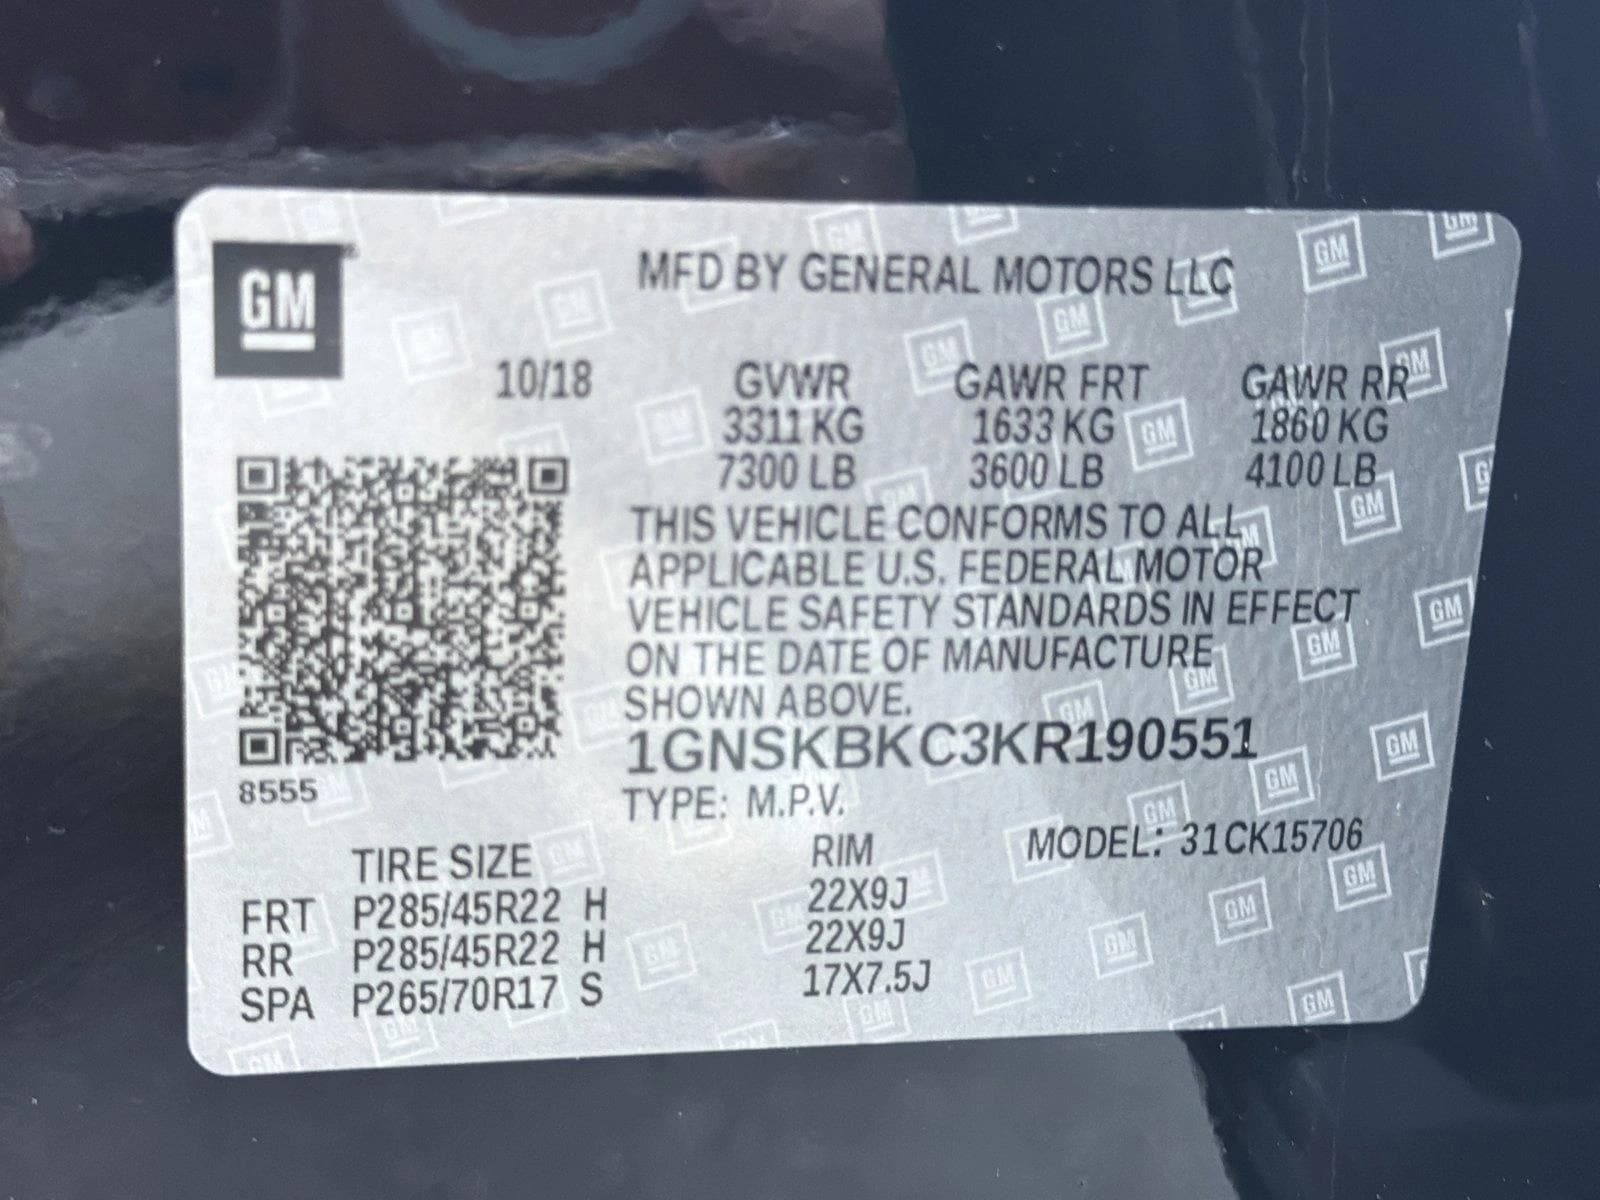 GM
MFD BY GENERAL MOTORS LLC
10/18 GVWR GAWR FRT GAWR RR
3311 KG 1633 KG 1860 KG
7300 LB 3600 LB 4100 LB
THIS VEHICLE CONFORMS TO ALL
APPLICABLE U.S. FEDERAL MOTOR
VEHICLE SAFETY STANDARDS IN EFFECT
ON THE DATE OF MANUFACTURE
SHOWN ABOVE.
1GNSKBKC3KR190551
8555
TYPE: M.P.V.
MODEL: 31CK15706
TIRE SIZE RIM
FRT P285/45R22 H 22X9J
RR P285/45R22 H 22X9J
SPA P265/70R17 S 17X7.5J